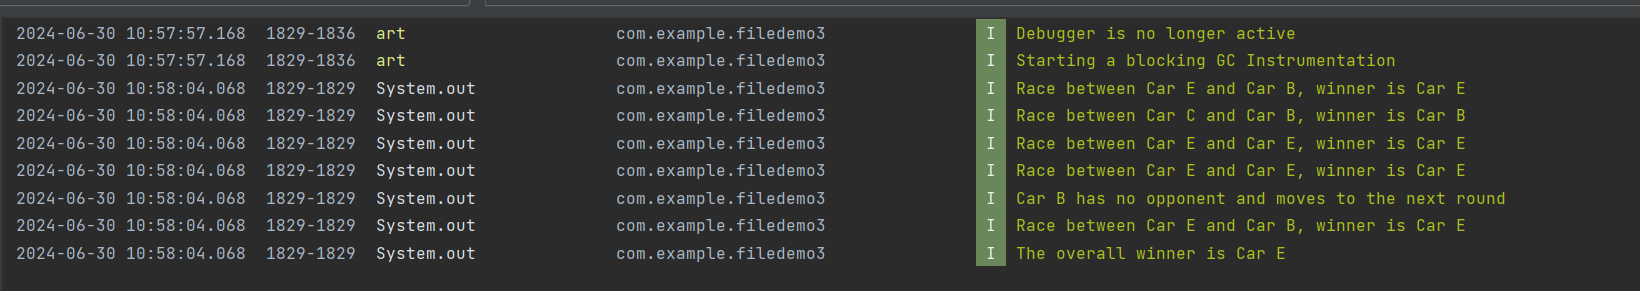 2024-06-30 10:57:57.168 1829-1836 art com.example.filedemo3 I Debugger is no longer active
2024-06-30 10:57:57.168 1829-1836 art com.example.filedemo3 I Starting a blocking GC Instrumentation
2024-06-30 10:58:04.068 1829-1829 System.out com.example.filedemo3 I Race between Car E and Car B, winner is Car E
2024-06-30 10:58:04.068 1829-1829 System.out com.example.filedemo3 I Race between Car C and Car B, winner is Car B
2024-06-30 10:58:04.068 1829-1829 System.out com.example.filedemo3 I Race between Car E and Car E, winner is Car E
2024-06-30 10:58:04.068 1829-1829 System.out com.example.filedemo3 I Race between Car E and Car E, winner is Car E
2024-06-30 10:58:04.068 1829-1829 System.out com.example.filedemo3 I Car B has no opponent and moves to the next round
2024-06-30 10:58:04.068 1829-1829 System.out com.example.filedemo3 I Race between Car E and Car B, winner is Car E
2024-06-30 10:58:04.068 1829-1829 System.out com.example.filedemo3 I The overall winner is Car E